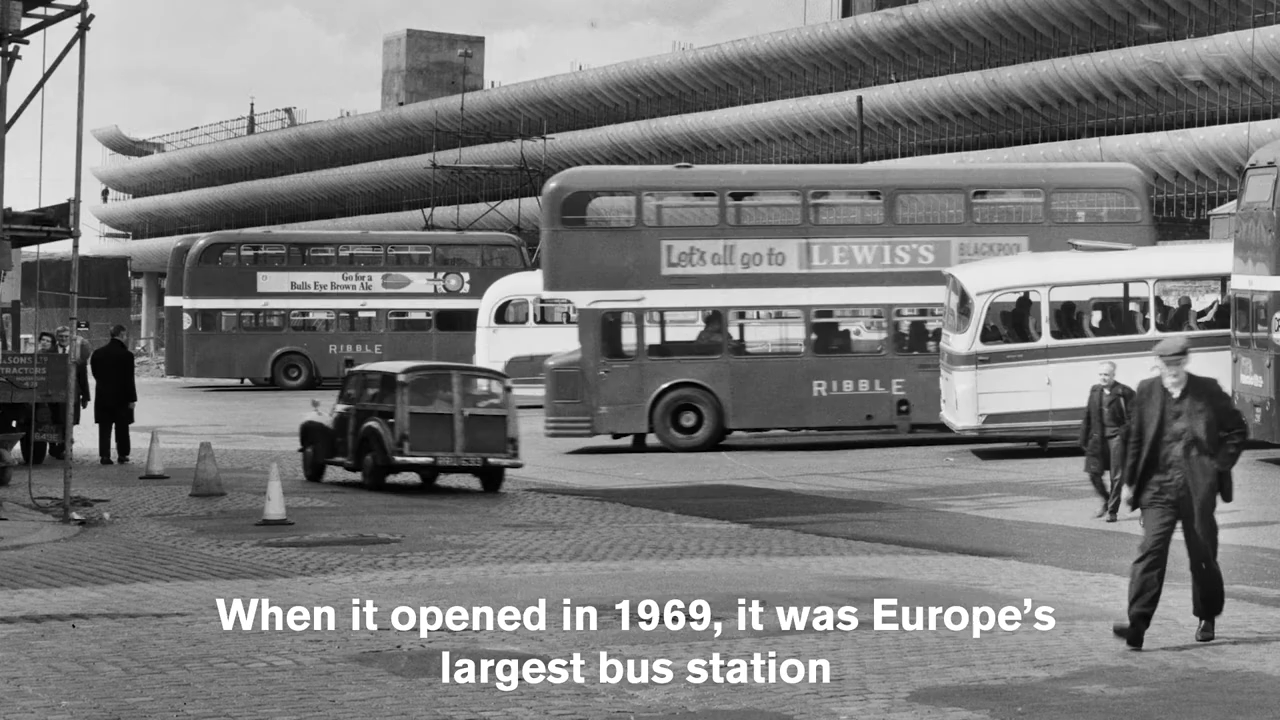 Let's all go to LEWIS'S BLACKPOOL
Go for a
Bulls Eye Brown Ale
RIBBLE
RIBBLE
When it opened in 1969, it was Europe’s
largest bus station